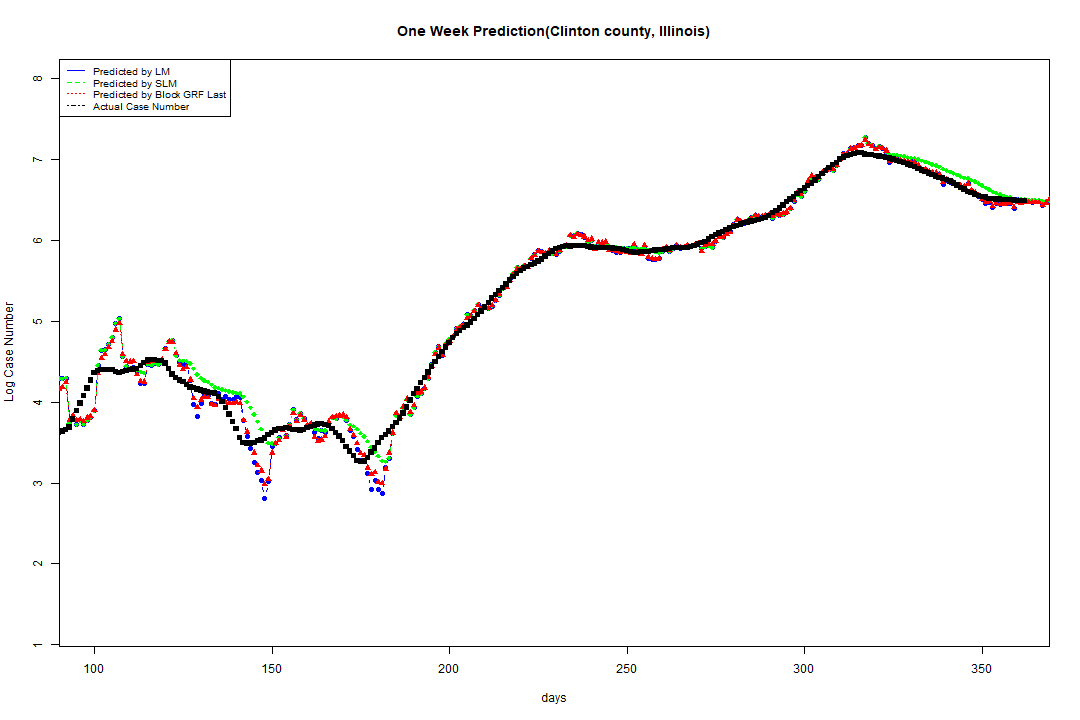 One Week Prediction(Clinton county, Illinois)
Predicted by LM
Predicted by SLM
Predicted by Block GRF Last
Actual Case Number
8
7
6
5
4
3
2
1
Log Case Number
100 150 200 250 300 350
days